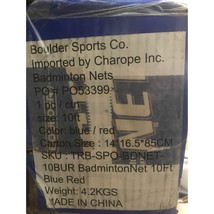 Boulder Sports Co.
Imported by Charope Inc.
Badminton Nets
PO # PO53399
1 pc / ctn
size: 10ft
Color: blue / red
Carton Size : 14*16.5*85CM
SKU : TRB-SPO-BDNET-
10BUR BadmintonNet 10Ft
Blue Red
Weight: 4.2KGS
MADE IN CHINA
NET